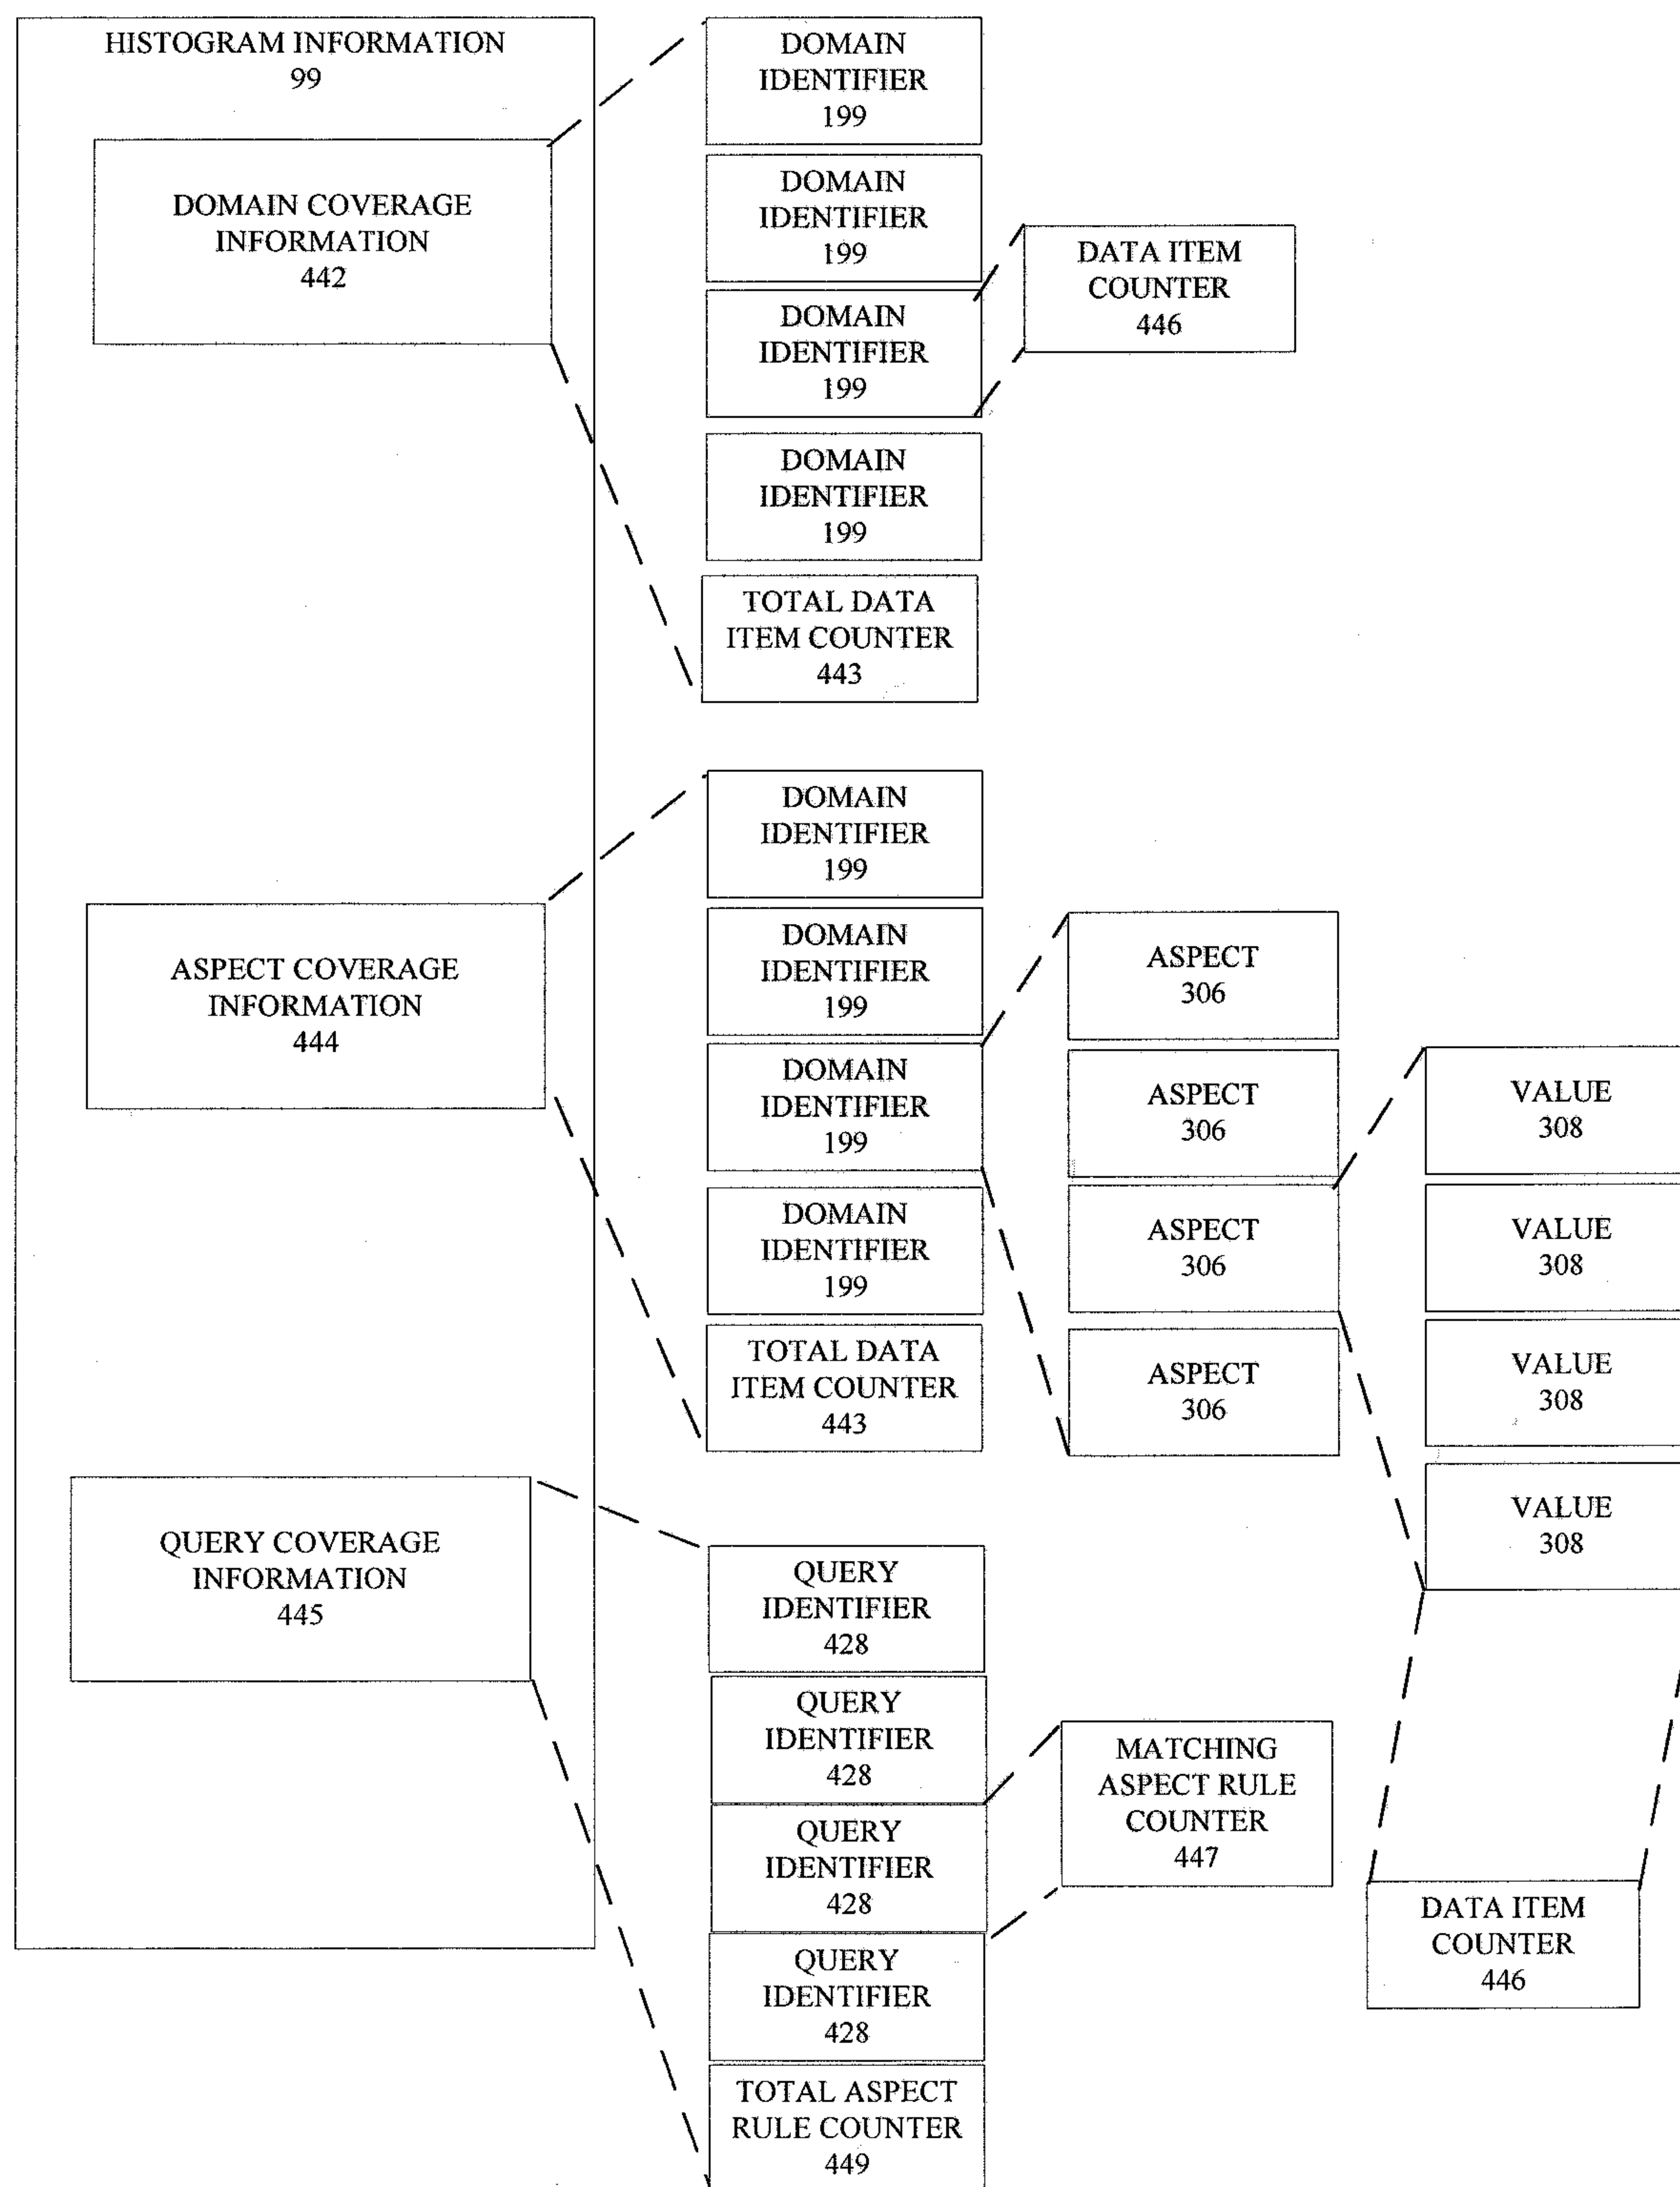 HISTOGRAM INFORMATION
99
DOMAIN COVERAGE
INFORMATION
442
DOMAIN
IDENTIFIER
199
DOMAIN
IDENTIFIER
199
DOMAIN
IDENTIFIER
199
DOMAIN
IDENTIFIER
199
TOTAL DATA
ITEM COUNTER
443
DATA ITEM
COUNTER
446
ASPECT COVERAGE
INFORMATION
444
DOMAIN
IDENTIFIER
199
DOMAIN
IDENTIFIER
199
DOMAIN
IDENTIFIER
199
DOMAIN
IDENTIFIER
199
TOTAL DATA
ITEM COUNTER
443
ASPECT
306
ASPECT
306
ASPECT
306
ASPECT
306
VALUE
308
VALUE
308
VALUE
308
VALUE
308
DATA ITEM
COUNTER
446
QUERY COVERAGE
INFORMATION
445
QUERY
IDENTIFIER
428
QUERY
IDENTIFIER
428
QUERY
IDENTIFIER
428
QUERY
IDENTIFIER
428
TOTAL ASPECT
RULE COUNTER
449
MATCHING
ASPECT RULE
COUNTER
447